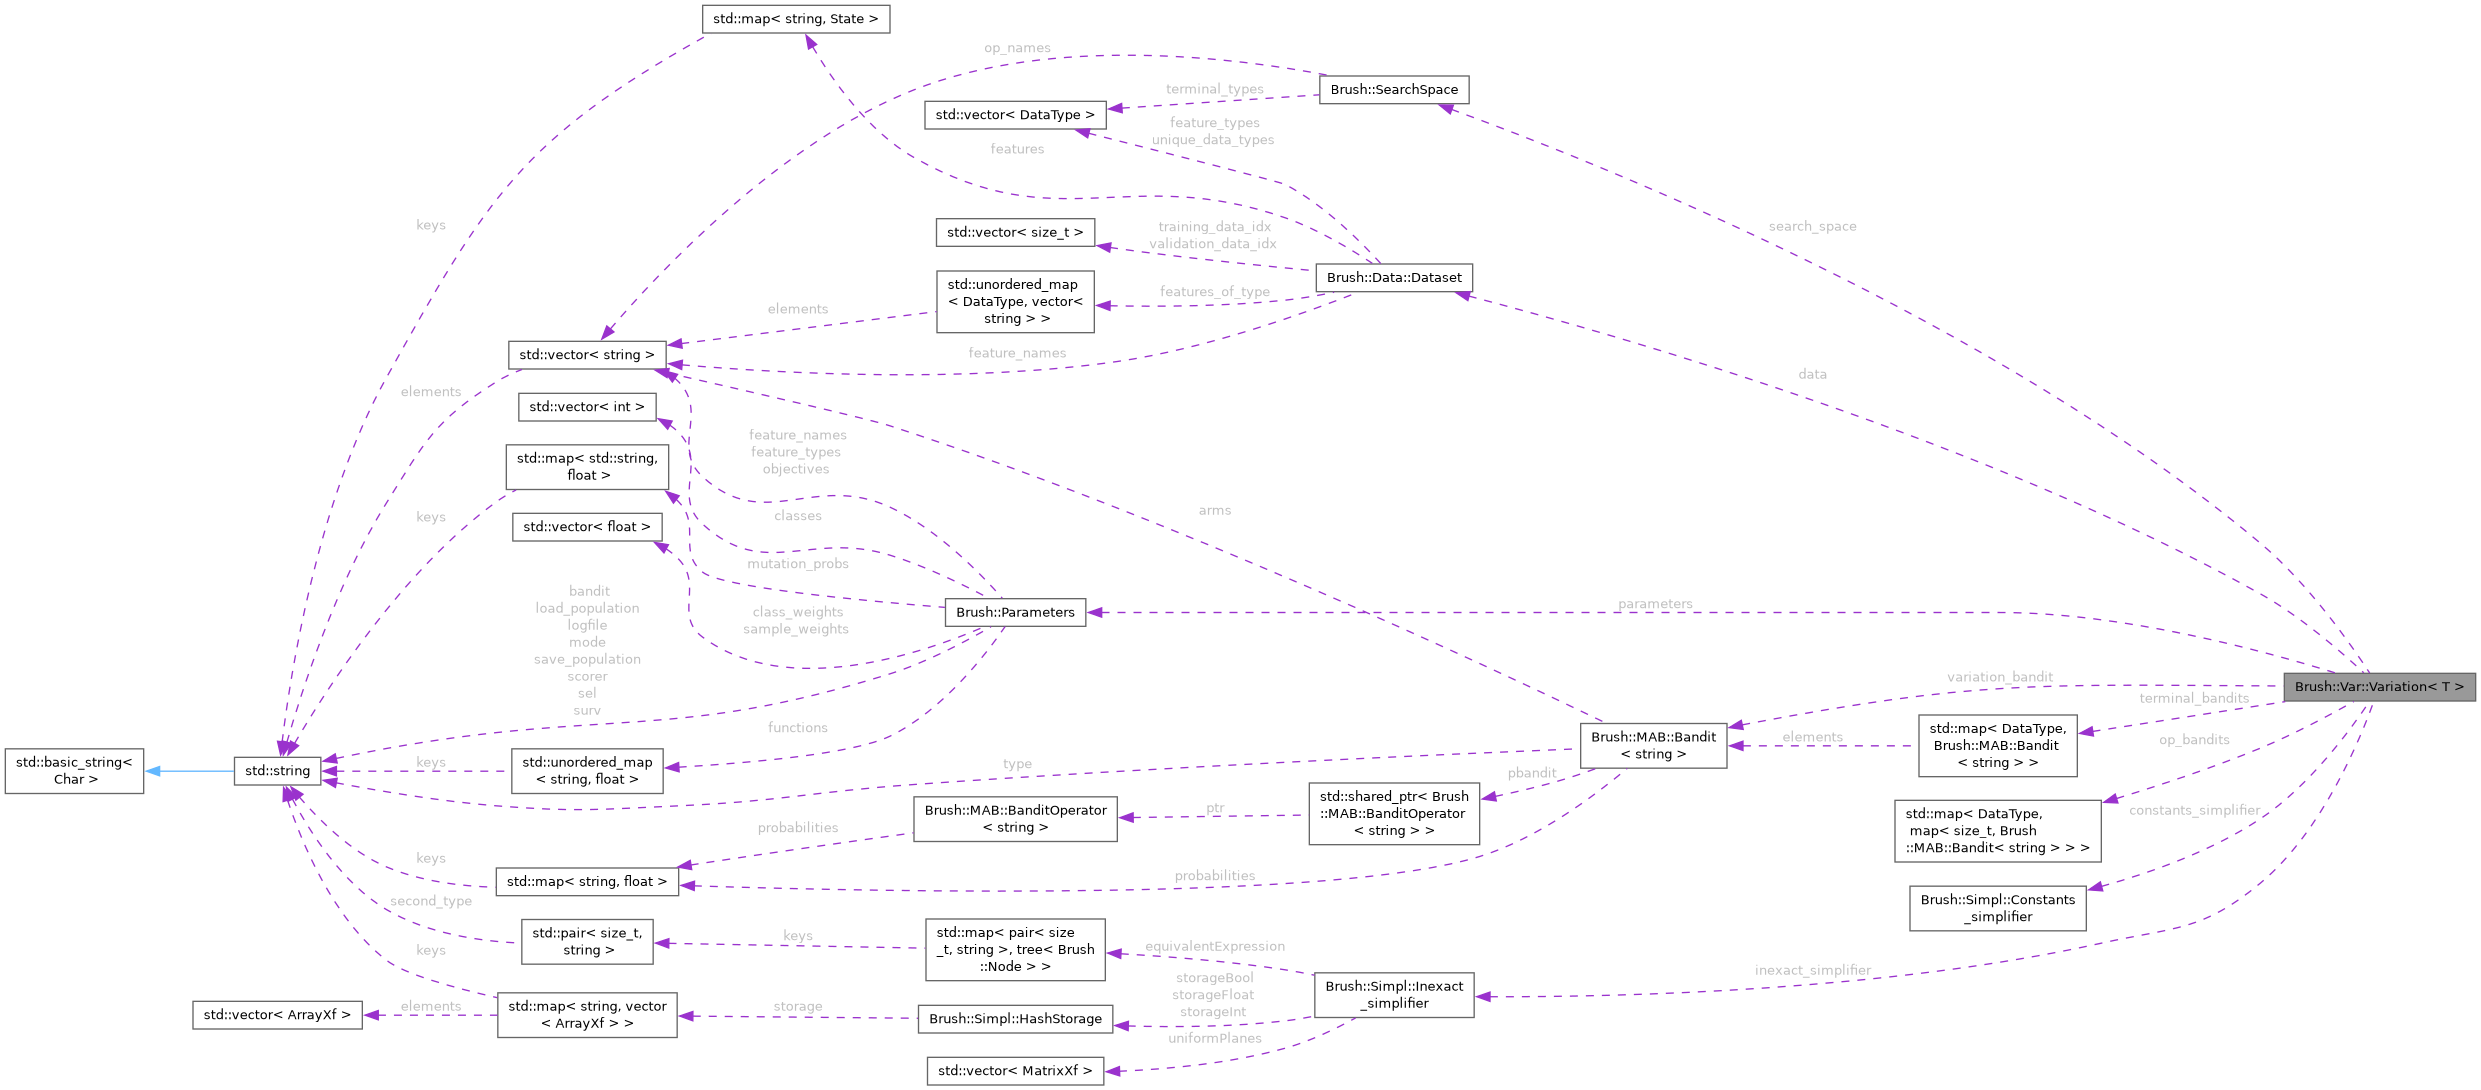 std::map< string, State >
op_names
Brush::SearchSpace
terminal_types
std::vector< DataType >
feature_types
unique_data_types
features
keys
search_space
std::vector< size_t >
training_data_idx
validation_data_idx
Brush::Data::Dataset
std::unordered_map
< DataType, vector<
string > >
features_of_type
elements
std::vector< string >
feature_names
data
elements
std::vector< int >
feature_names
feature_types
objectives
std::map< std::string,
float >
keys
classes
arms
std::vector< float >
mutation_probs
bandit
load_population
logfile
mode
save_population
scorer
sel
surv
class_weights
sample_weights
Brush::Parameters
parameters
variation_bandit
Brush::Var::Variation< T >
terminal_bandits
functions
Brush::MAB::Bandit
< string >
elements
std::map< DataType,
Brush::MAB::Bandit
< string > >
op_bandits
std::basic_string<
Char >
std::string
keys
std::unordered_map
< string, float >
type
pbandit
std::shared_ptr< Brush
::MAB::BanditOperator
< string > >
ptr
Brush::MAB::BanditOperator
< string >
probabilities
constants_simplifier
std::map< DataType,
map< size_t, Brush
::MAB::Bandit< string > > >
keys
std::map< string, float >
probabilities
second_type
Brush::Simpl::Constants
_simplifier
std::pair< size_t,
string >
keys
std::map< pair< size
_t, string >, tree< Brush
::Node > >
equivalentExpression
keys
storageBool
storageFloat
storageInt
Brush::Simpl::Inexact
_simplifier
inexact_simplifier
std::vector< ArrayXf >
elements
std::map< string, vector
< ArrayXf > >
storage
Brush::Simpl::HashStorage
uniformPlanes
std::vector< MatrixXf >